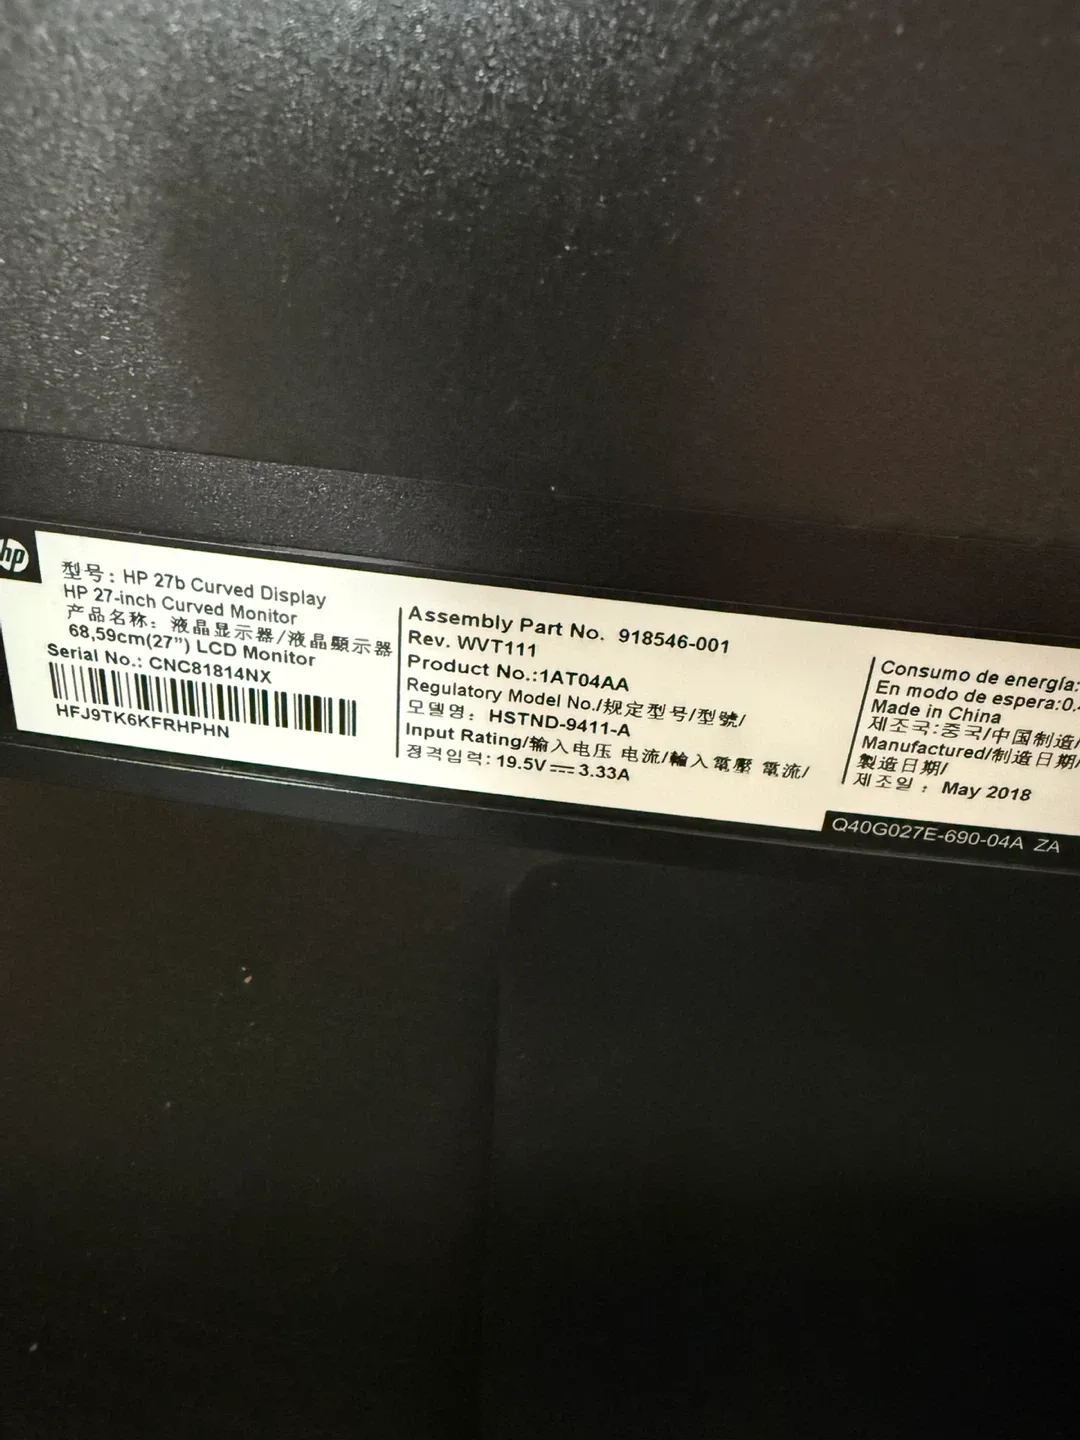 hp
型号: HP 27b Curved Display
HP 27-inch Curved Monitor
产品名称: 液晶显示器/液晶顯示器
68,59cm(27") LCD Monitor
Serial No.: CNC81814NX
HFJ9TK6KFRHPHN
Assembly Part No. 918546-001
Rev. WVT111
Product No.:1AT04AA
Regulatory Model No./规定型号/型號/
모델명: HSTND-9411-A
Input Rating/输入电压 电流/輸入電壓 電流/
정격입력: 19.5V⎓3.33A
Consumo de energía:
En modo de espera:0.
Made in China
제조국:중국/中国制造/
Manufactured/制造日期/
製造日期/
제조일 : May 2018
Q40G027E-690-04A ZA